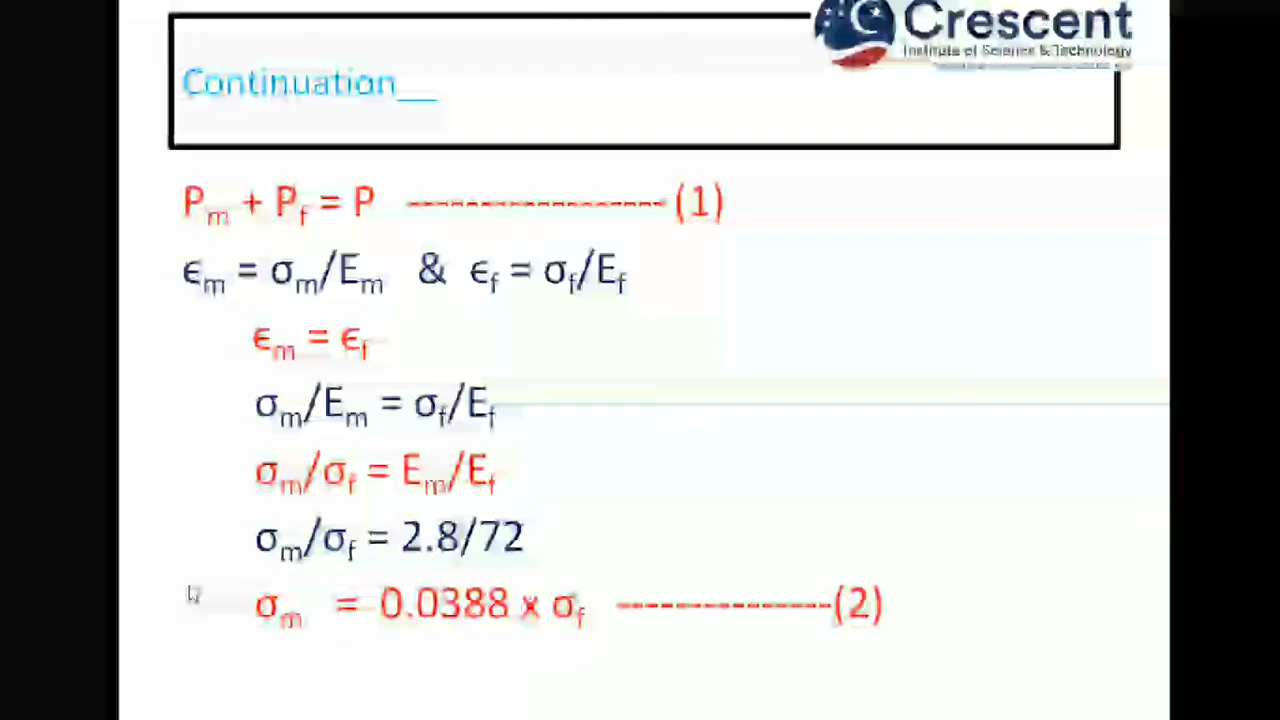 Crescent
Institute of Science & Technology
Continuation__
Pm + Pf = P ------------------- (1)
ϵm = σm/Em & ϵf = σf/Ef
ϵm = ϵf
σm/Em = σf/Ef
σm/σf = Em/Ef
σm/σf = 2.8/72
σm = 0.0388 x σf ---------------(2)